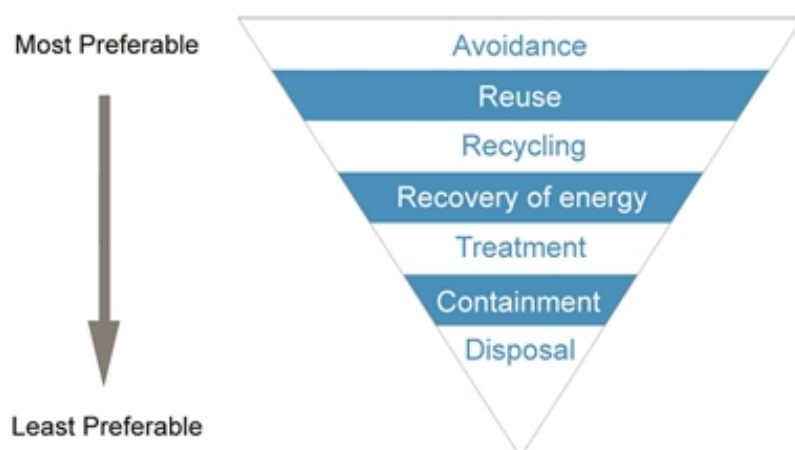 Most Preferable
Avoidance
Reuse
Recycling
Recovery of energy
Treatment
Containment
Disposal
Least Preferable